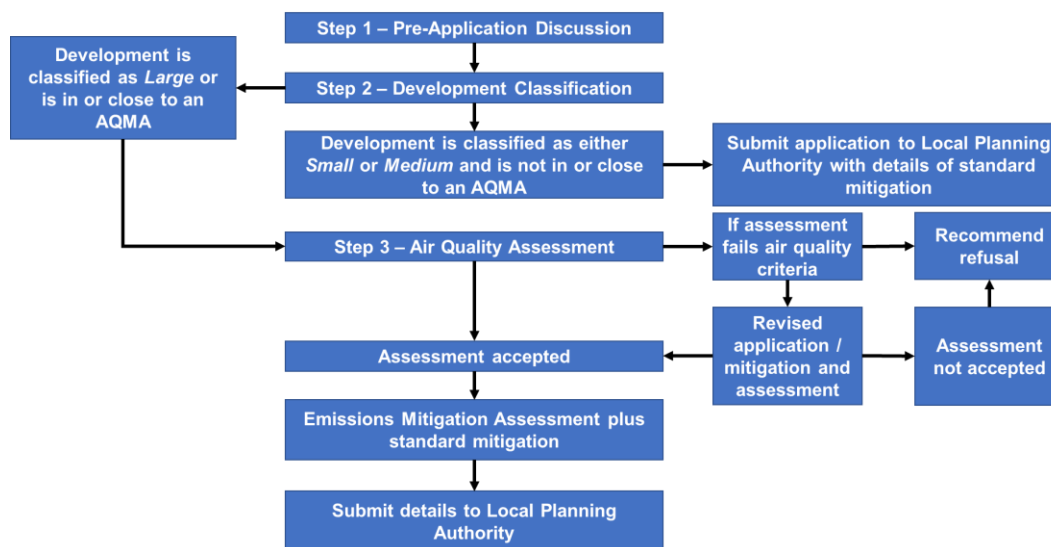 Step 1 – Pre-Application Discussion
Development is
classified as Large or
is in or close to an
AQMA
Step 2 – Development Classification
Development is classified as either
Small or Medium and is not in or close
to an AQMA
Submit application to Local Planning
Authority with details of standard
mitigation
Step 3 – Air Quality Assessment
If assessment
fails air quality
criteria
Recommend
refusal
Assessment accepted
Revised
application /
mitigation and
assessment
Assessment
not accepted
Emissions Mitigation Assessment plus
standard mitigation
Submit details to Local Planning
Authority